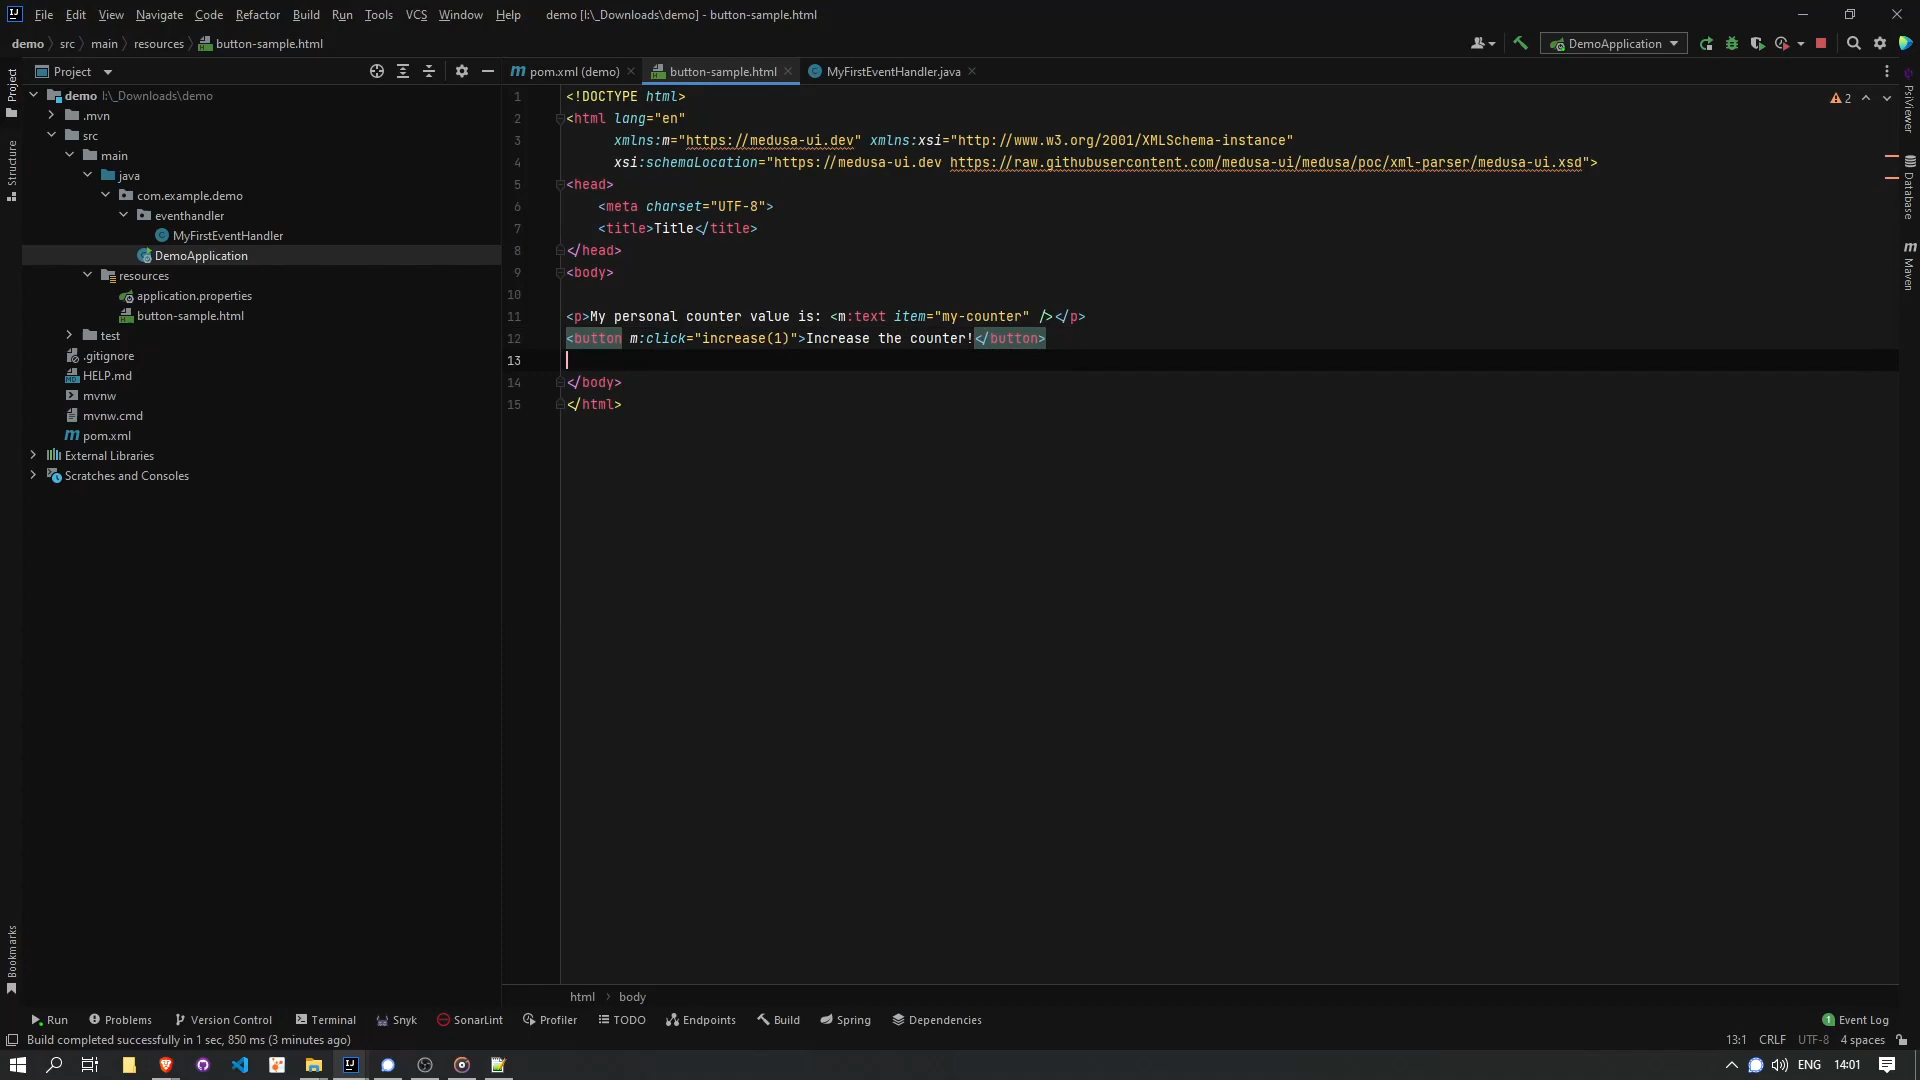 File Edit View Navigate Code Refactor Build Run Tools VCS Window Help demo [I:\_Downloads\demo] - button-sample.html
demo src main resources button-sample.html DemoApplication
Project
pom.xml (demo) button-sample.html MyFirstEventHandler.java
demo I:\_Downloads\demo
.mvn
src
main
java
com.example.demo
eventhandler
MyFirstEventHandler
DemoApplication
resources
application.properties
button-sample.html
test
.gitignore
HELP.md
mvnw
mvnw.cmd
pom.xml
External Libraries
Scratches and Consoles
Project
Structure
Bookmarks
1 <!DOCTYPE html>
2 <html lang="en"
3 xmlns:m="https://medusa-ui.dev" xmlns:xsi="http://www.w3.org/2001/XMLSchema-instance"
4 xsi:schemaLocation="https://medusa-ui.dev https://raw.githubusercontent.com/medusa-ui/medusa/poc/xml-parser/medusa-ui.xsd">
5 <head>
6 <meta charset="UTF-8">
7 <title>Title</title>
8 </head>
9 <body>
10
11 <p>My personal counter value is: <m:text item="my-counter" /></p>
12 <button m:click="increase(1)">Increase the counter!</button>
13
14 </body>
15 </html>
2
PsiViewer
Database
Maven
html body
Run Problems Version Control Terminal Snyk SonarLint Profiler TODO Endpoints Build Spring Dependencies 1 Event Log
Build completed successfully in 1 sec, 850 ms (3 minutes ago) 13:1 CRLF UTF-8 4 spaces
ENG 14:01